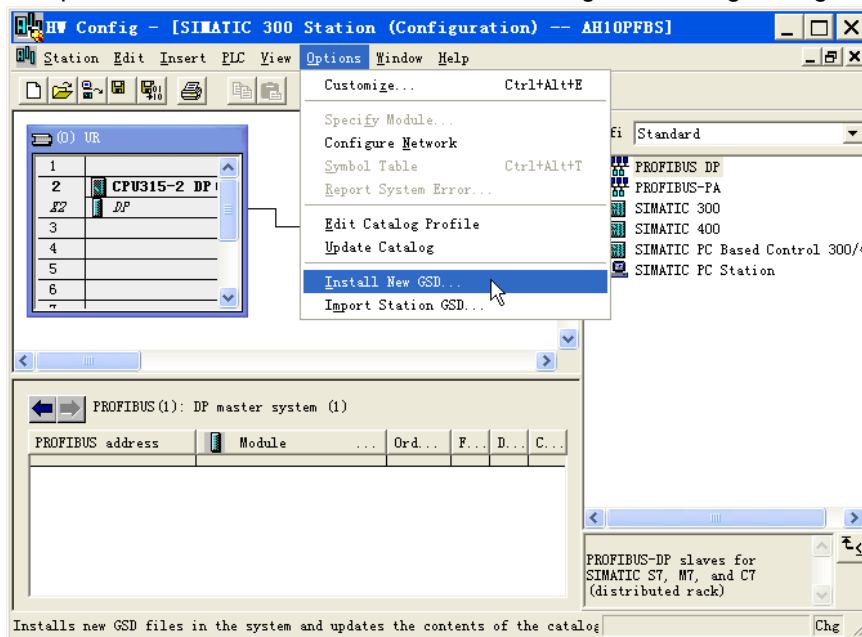 HW Config - [SIMATIC 300 Station (Configuration) -- AH10PFBS]
Station Edit Insert PLC View Options Window Help
Customize... Ctrl+Alt+E
Specify Module...
Configure Network
Symbol Table Ctrl+Alt+T
Report System Error...
Edit Catalog Profile
Update Catalog
Install New GSD...
Import Station GSD...
(0) UR
1
2 CPU315-2 DP
X2 DP
3
4
5
6
7
fi Standard
PROFIBUS DP
PROFIBUS-PA
SIMATIC 300
SIMATIC 400
SIMATIC PC Based Control 300/4
SIMATIC PC Station
PROFIBUS(1): DP master system (1)
PROFIBUS address Module ... Ord... F... D... C...
PROFIBUS-DP slaves for
SIMATIC S7, M7, and C7
(distributed rack)
Installs new GSD files in the system and updates the contents of the catalog Chg